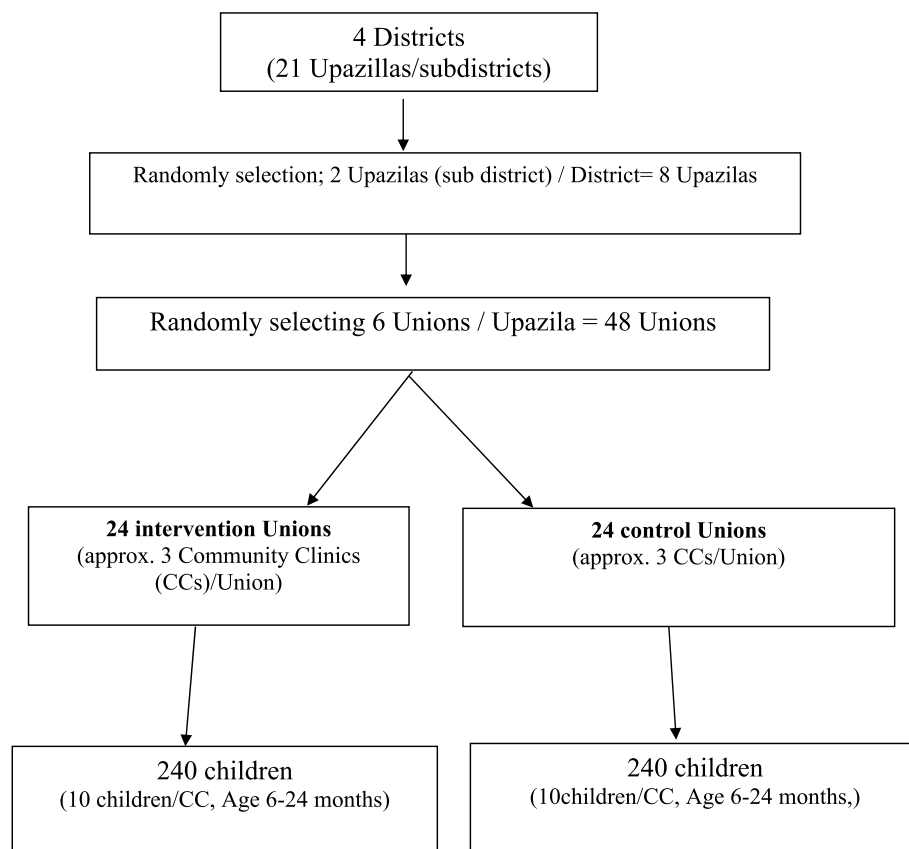 4 Districts
(21 Upazillas/subdistricts)
Randomly selection; 2 Upazilas (sub district) / District= 8 Upazilas
Randomly selecting 6 Unions / Upazila = 48 Unions
24 intervention Unions
(approx. 3 Community Clinics
(CCs)/Union)
24 control Unions
(approx. 3 CCs/Union)
240 children
(10 children/CC, Age 6-24 months)
240 children
(10children/CC, Age 6-24 months,)